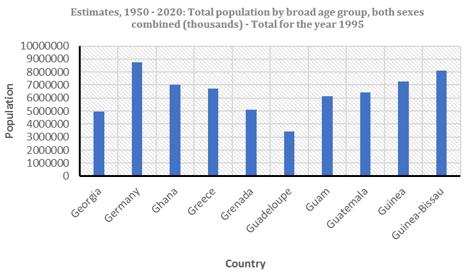 Estimates, 1950 - 2020: Total population by broad age group, both sexes
combined (thousands) - Total for the year 1995
Population
10000000
9000000
8000000
7000000
6000000
5000000
4000000
3000000
2000000
1000000
0
Georgia
Germany
Ghana
Greece
Grenada
Guadeloupe
Guam
Guatemala
Guinea
Guinea-Bissau
Country